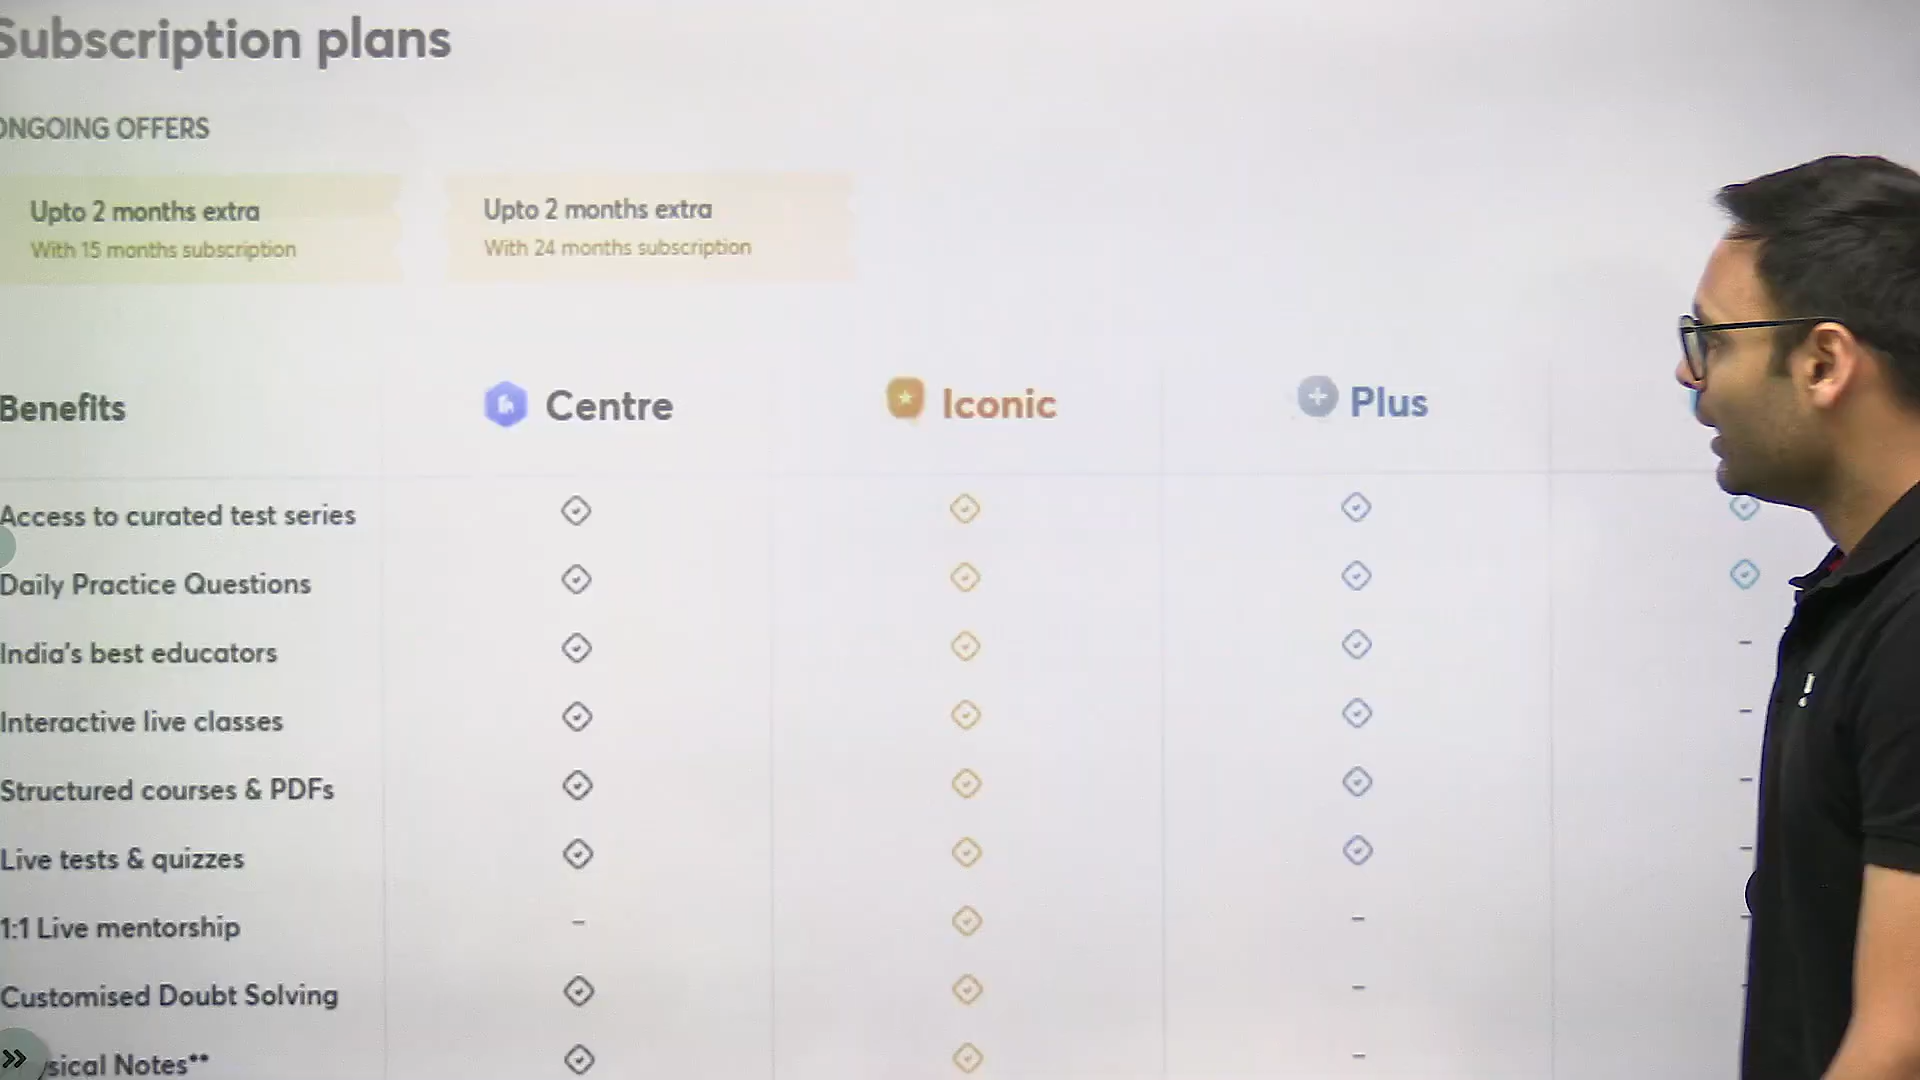 Subscription plans
ONGOING OFFERS
Upto 2 months extra
With 15 months subscription
Upto 2 months extra
With 24 months subscription
Benefits Centre Iconic Plus
Access to curated test series
Daily Practice Questions
India's best educators
Interactive live classes
Structured courses & PDFs
Live tests & quizzes
1:1 Live mentorship
Customised Doubt Solving
sical Notes**